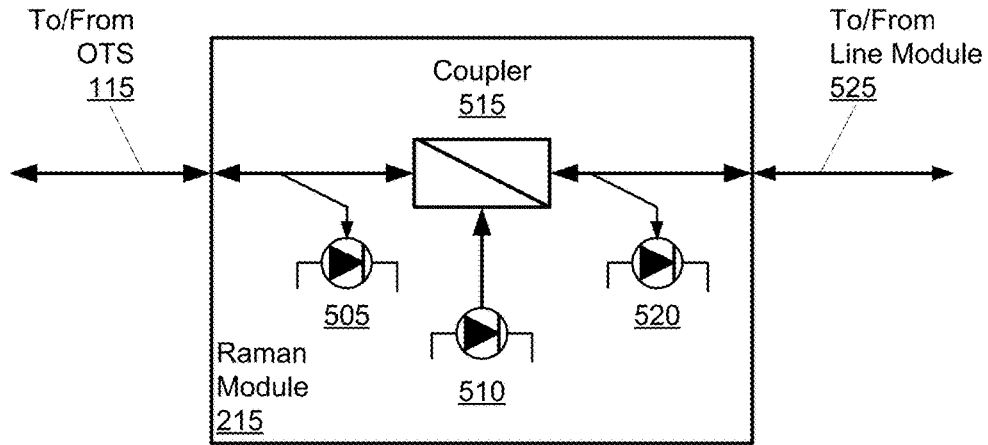 To/From
OTS
115
To/From
Line Module
525
Coupler
515
505
520
510
Raman
Module
215